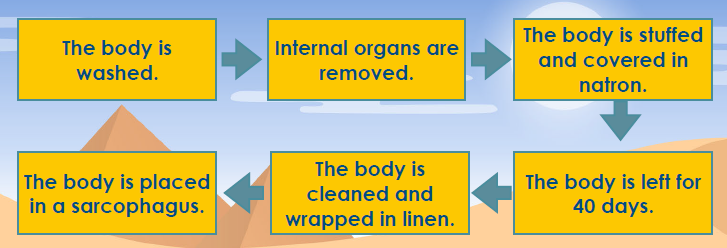 The body is
washed.
Internal organs are
removed.
The body is stuffed
and covered in
natron.
The body is left for
40 days.
The body is
cleaned and
wrapped in linen.
The body is placed
in a sarcophagus.